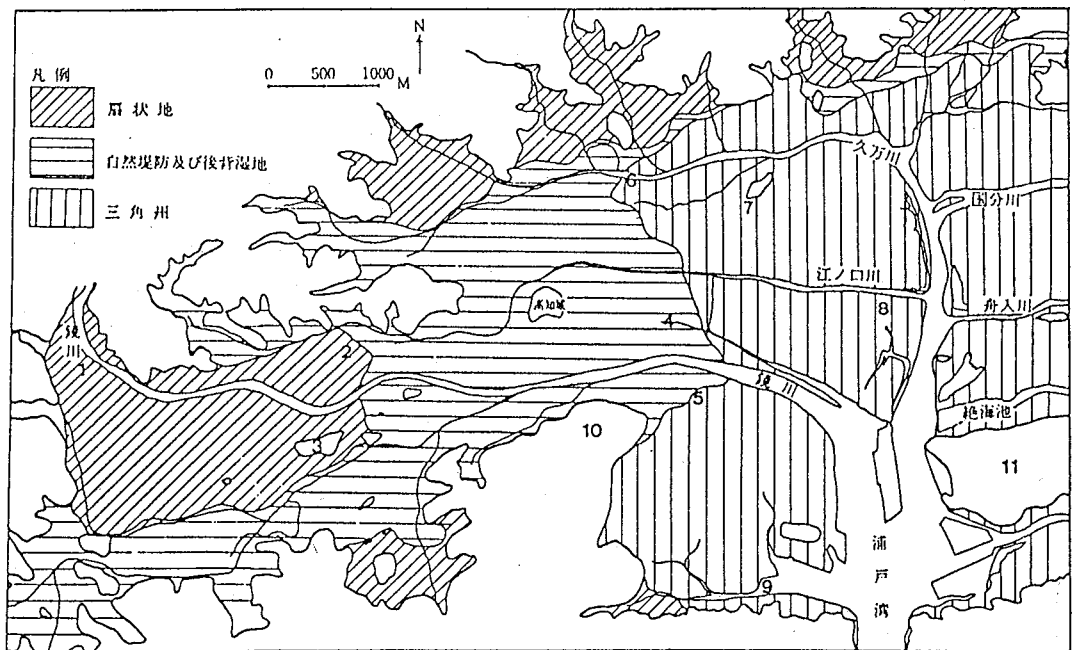 凡例
扇状地
自然堤防及び後背湿地
三角州
0 500 1000 M
N
久万川
国分川
江ノ口川
舟入川
絶海池
鏡川
鏡川
高知城
浦戸湾
1
2
4
5
6
7
8
9
10
11